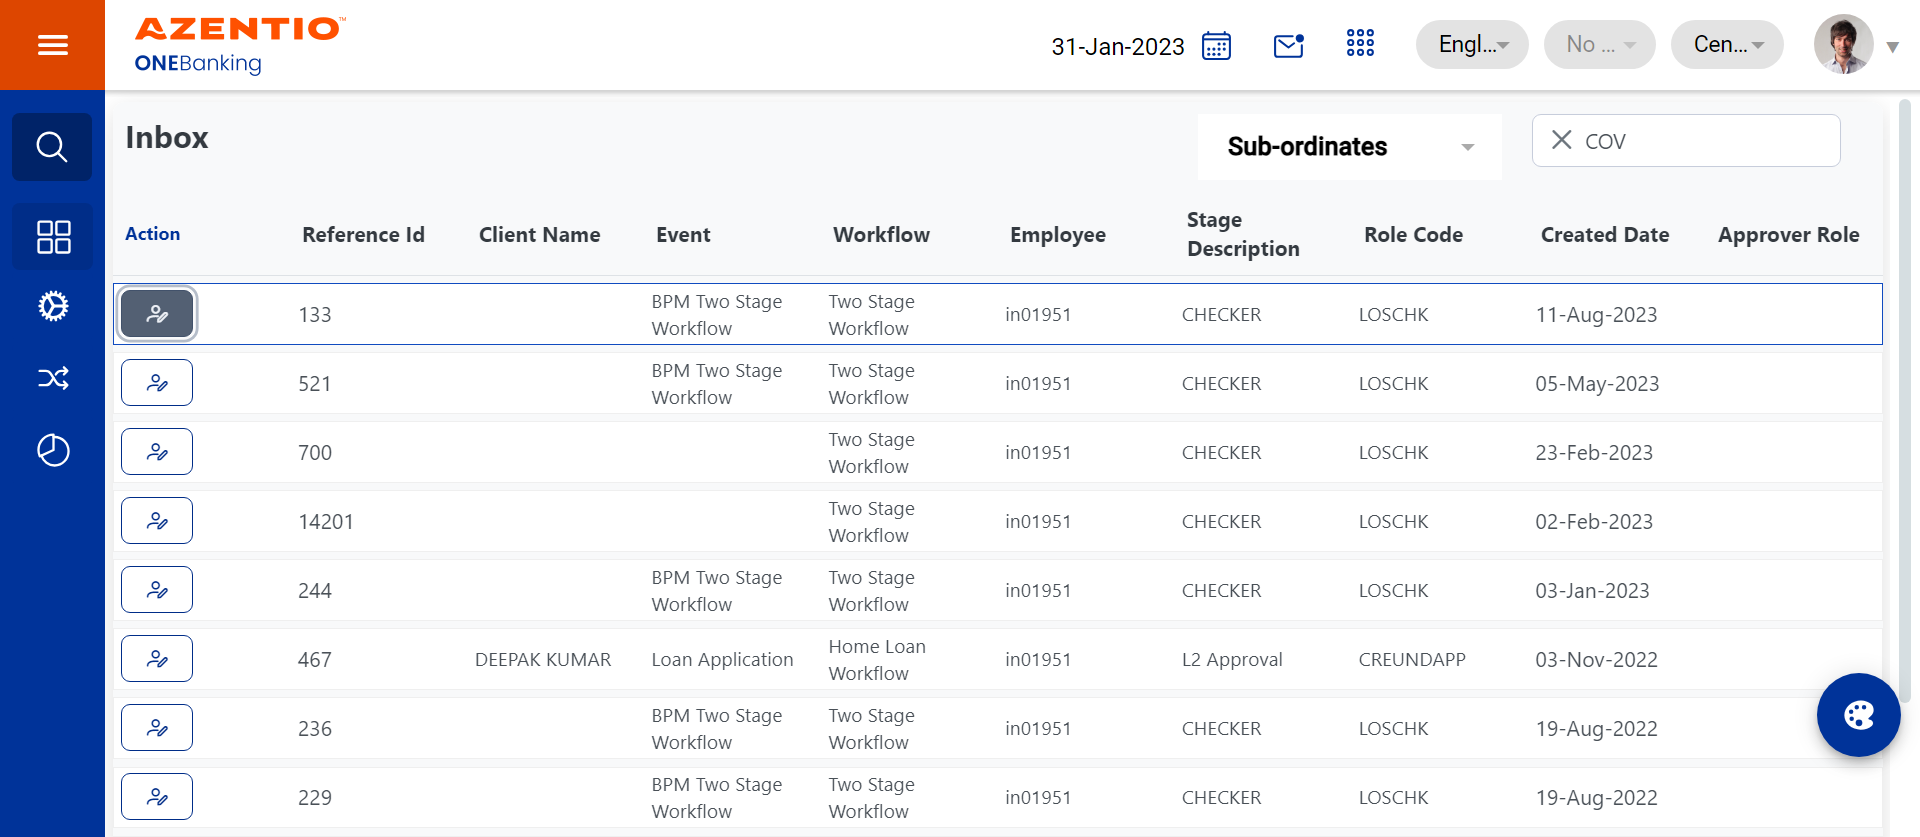 AZENTIO™
ONEBanking
31-Jan-2023
Engl...
No ...
Cen...
Inbox
Sub-ordinates
COV
Action
Reference Id
Client Name
Event
Workflow
Employee
Stage
Description
Role Code
Created Date
Approver Role
133
BPM Two Stage
Workflow
Two Stage
Workflow
in01951
CHECKER
LOSCHK
11-Aug-2023
521
BPM Two Stage
Workflow
Two Stage
Workflow
in01951
CHECKER
LOSCHK
05-May-2023
700
Two Stage
Workflow
in01951
CHECKER
LOSCHK
23-Feb-2023
14201
Two Stage
Workflow
in01951
CHECKER
LOSCHK
02-Feb-2023
244
BPM Two Stage
Workflow
Two Stage
Workflow
in01951
CHECKER
LOSCHK
03-Jan-2023
467
DEEPAK KUMAR
Loan Application
Home Loan
Workflow
in01951
L2 Approval
CREUNDAPP
03-Nov-2022
236
BPM Two Stage
Workflow
Two Stage
Workflow
in01951
CHECKER
LOSCHK
19-Aug-2022
229
BPM Two Stage
Workflow
Two Stage
Workflow
in01951
CHECKER
LOSCHK
19-Aug-2022